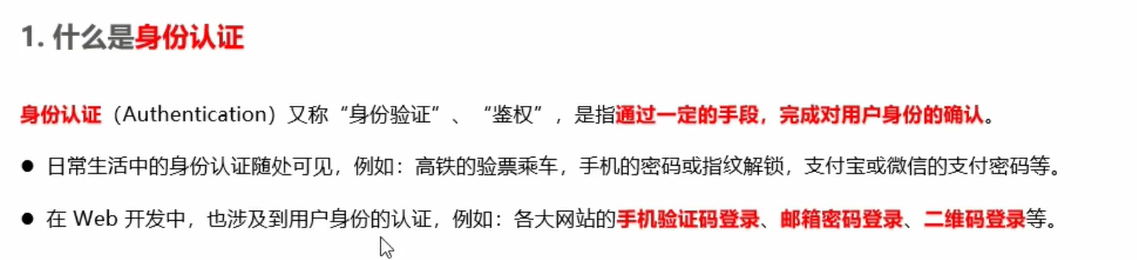 1. 什么是身份认证
身份认证（Authentication）又称“身份验证”、“鉴权”，是指通过一定的手段，完成对用户身份的确认。
● 日常生活中的身份认证随处可见，例如：高铁的验票乘车，手机的密码或指纹解锁，支付宝或微信的支付密码等。
● 在 Web 开发中，也涉及到用户身份的认证，例如：各大网站的手机验证码登录、邮箱密码登录、二维码登录等。